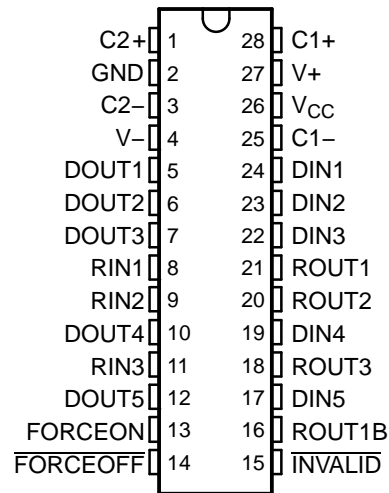 C2+ 1 28 C1+
GND 2 27 V+
C2− 3 26 VCC
V− 4 25 C1−
DOUT1 5 24 DIN1
DOUT2 6 23 DIN2
DOUT3 7 22 DIN3
RIN1 8 21 ROUT1
RIN2 9 20 ROUT2
DOUT4 10 19 DIN4
RIN3 11 18 ROUT3
DOUT5 12 17 DIN5
FORCEON 13 16 ROUT1B
FORCEOFF 14 15 INVALID